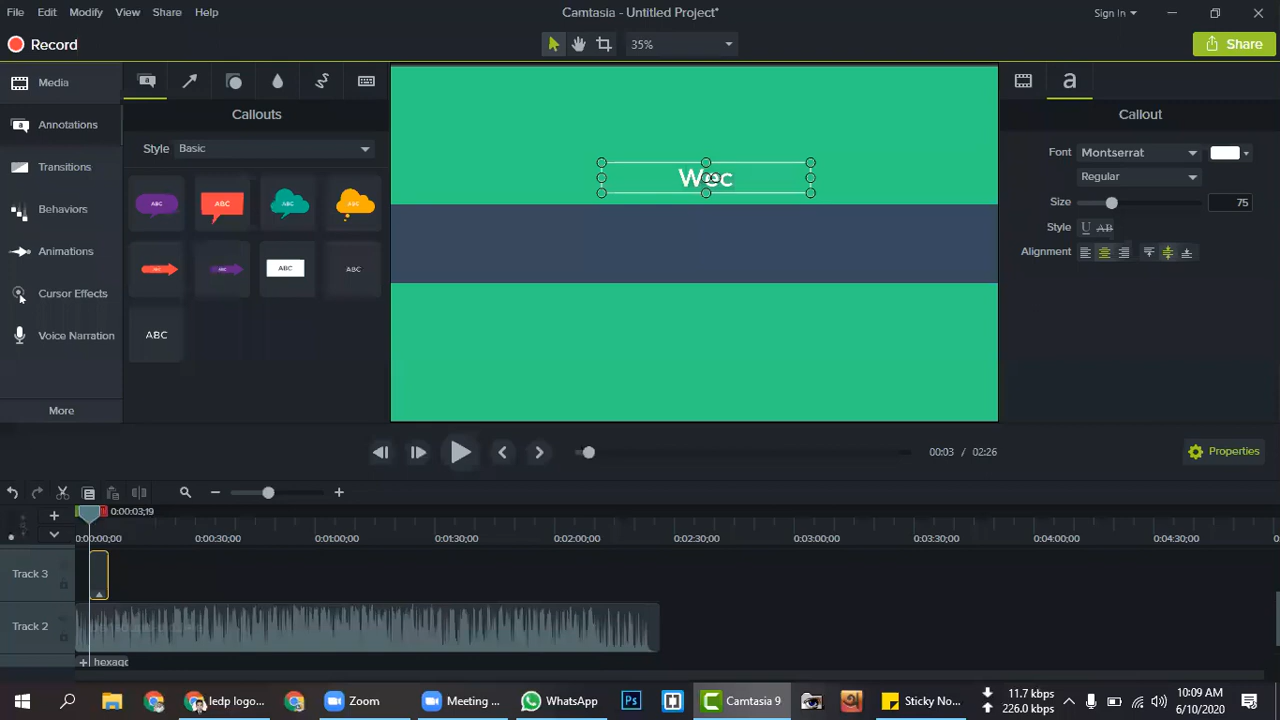 File Edit Modify View Share Help Camtasia - Untitled Project* Sign In
Record 35% Share
Media
Annotations
Transitions
Behaviors
Animations
Cursor Effects
Voice Narration
More
Callouts
Style Basic
ABC ABC ABC ABC
ABC ABC ABC ABC
ABC
Wec
a
Callout
Font Montserrat
Regular
Size 75
Style U AB
Alignment
00:03 / 02:26 Properties
0:00:03;19
0:00:00;00 0:00:30;00 0:01:00;00 0:01:30;00 0:02:00;00 0:02:30;00 0:03:00;00 0:03:30;00 0:04:00;00 0:04:30;00
Track 3
Track 2
+ hexagc
ledp logo... Zoom Meeting ... WhatsApp Ps Camtasia 9 Sticky No... 11.7 kbps 226.0 kbps 10:09 AM 6/10/2020